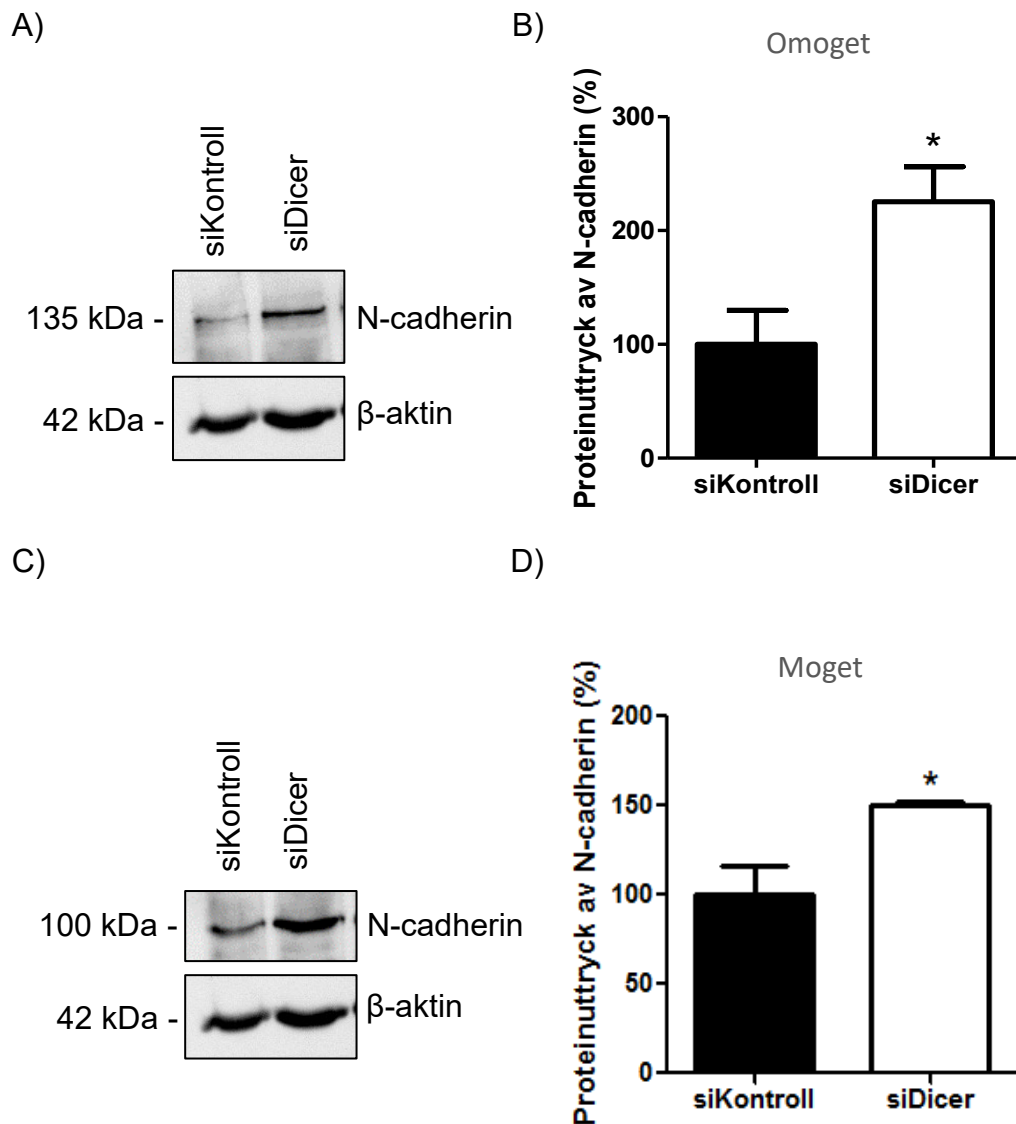 A)
siKontroll
siDicer
135 kDa -
N-cadherin
42 kDa -
β-aktin
B)
Omoget
Proteinuttryck av N-cadherin (%)
300
*
200
100
0
siKontroll
siDicer
C)
siKontroll
siDicer
100 kDa -
N-cadherin
42 kDa -
β-aktin
D)
Moget
Proteinuttryck av N-cadherin (%)
200
*
150
100
50
0
siKontroll
siDicer